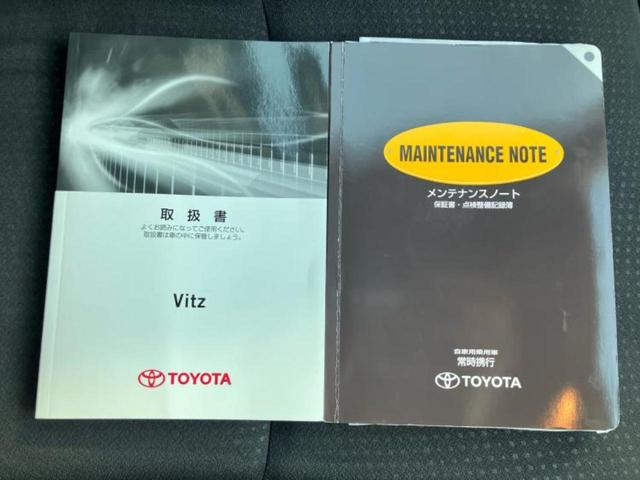 取扱書
よくお読みになってご使用ください。
取扱書は車の中に保管しましょう。
Vitz
TOYOTA
MAINTENANCE NOTE
メンテナンスノート
保証書・点検整備記録簿
自家用乗用車
常時携行
TOYOTA